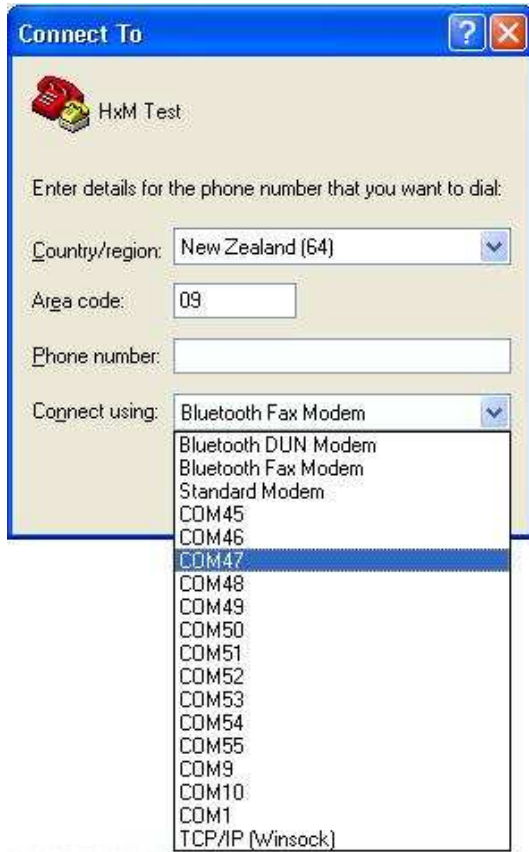 Connect To
?
HxM Test
Enter details for the phone number that you want to dial:
Country/region: New Zealand (64)
Area code: 09
Phone number:
Connect using: Bluetooth Fax Modem
Bluetooth DUN Modem
Bluetooth Fax Modem
Standard Modem
COM45
COM46
COM47
COM48
COM49
COM50
COM51
COM52
COM53
COM54
COM55
COM9
COM10
COM1
TCP/IP (Winsock)